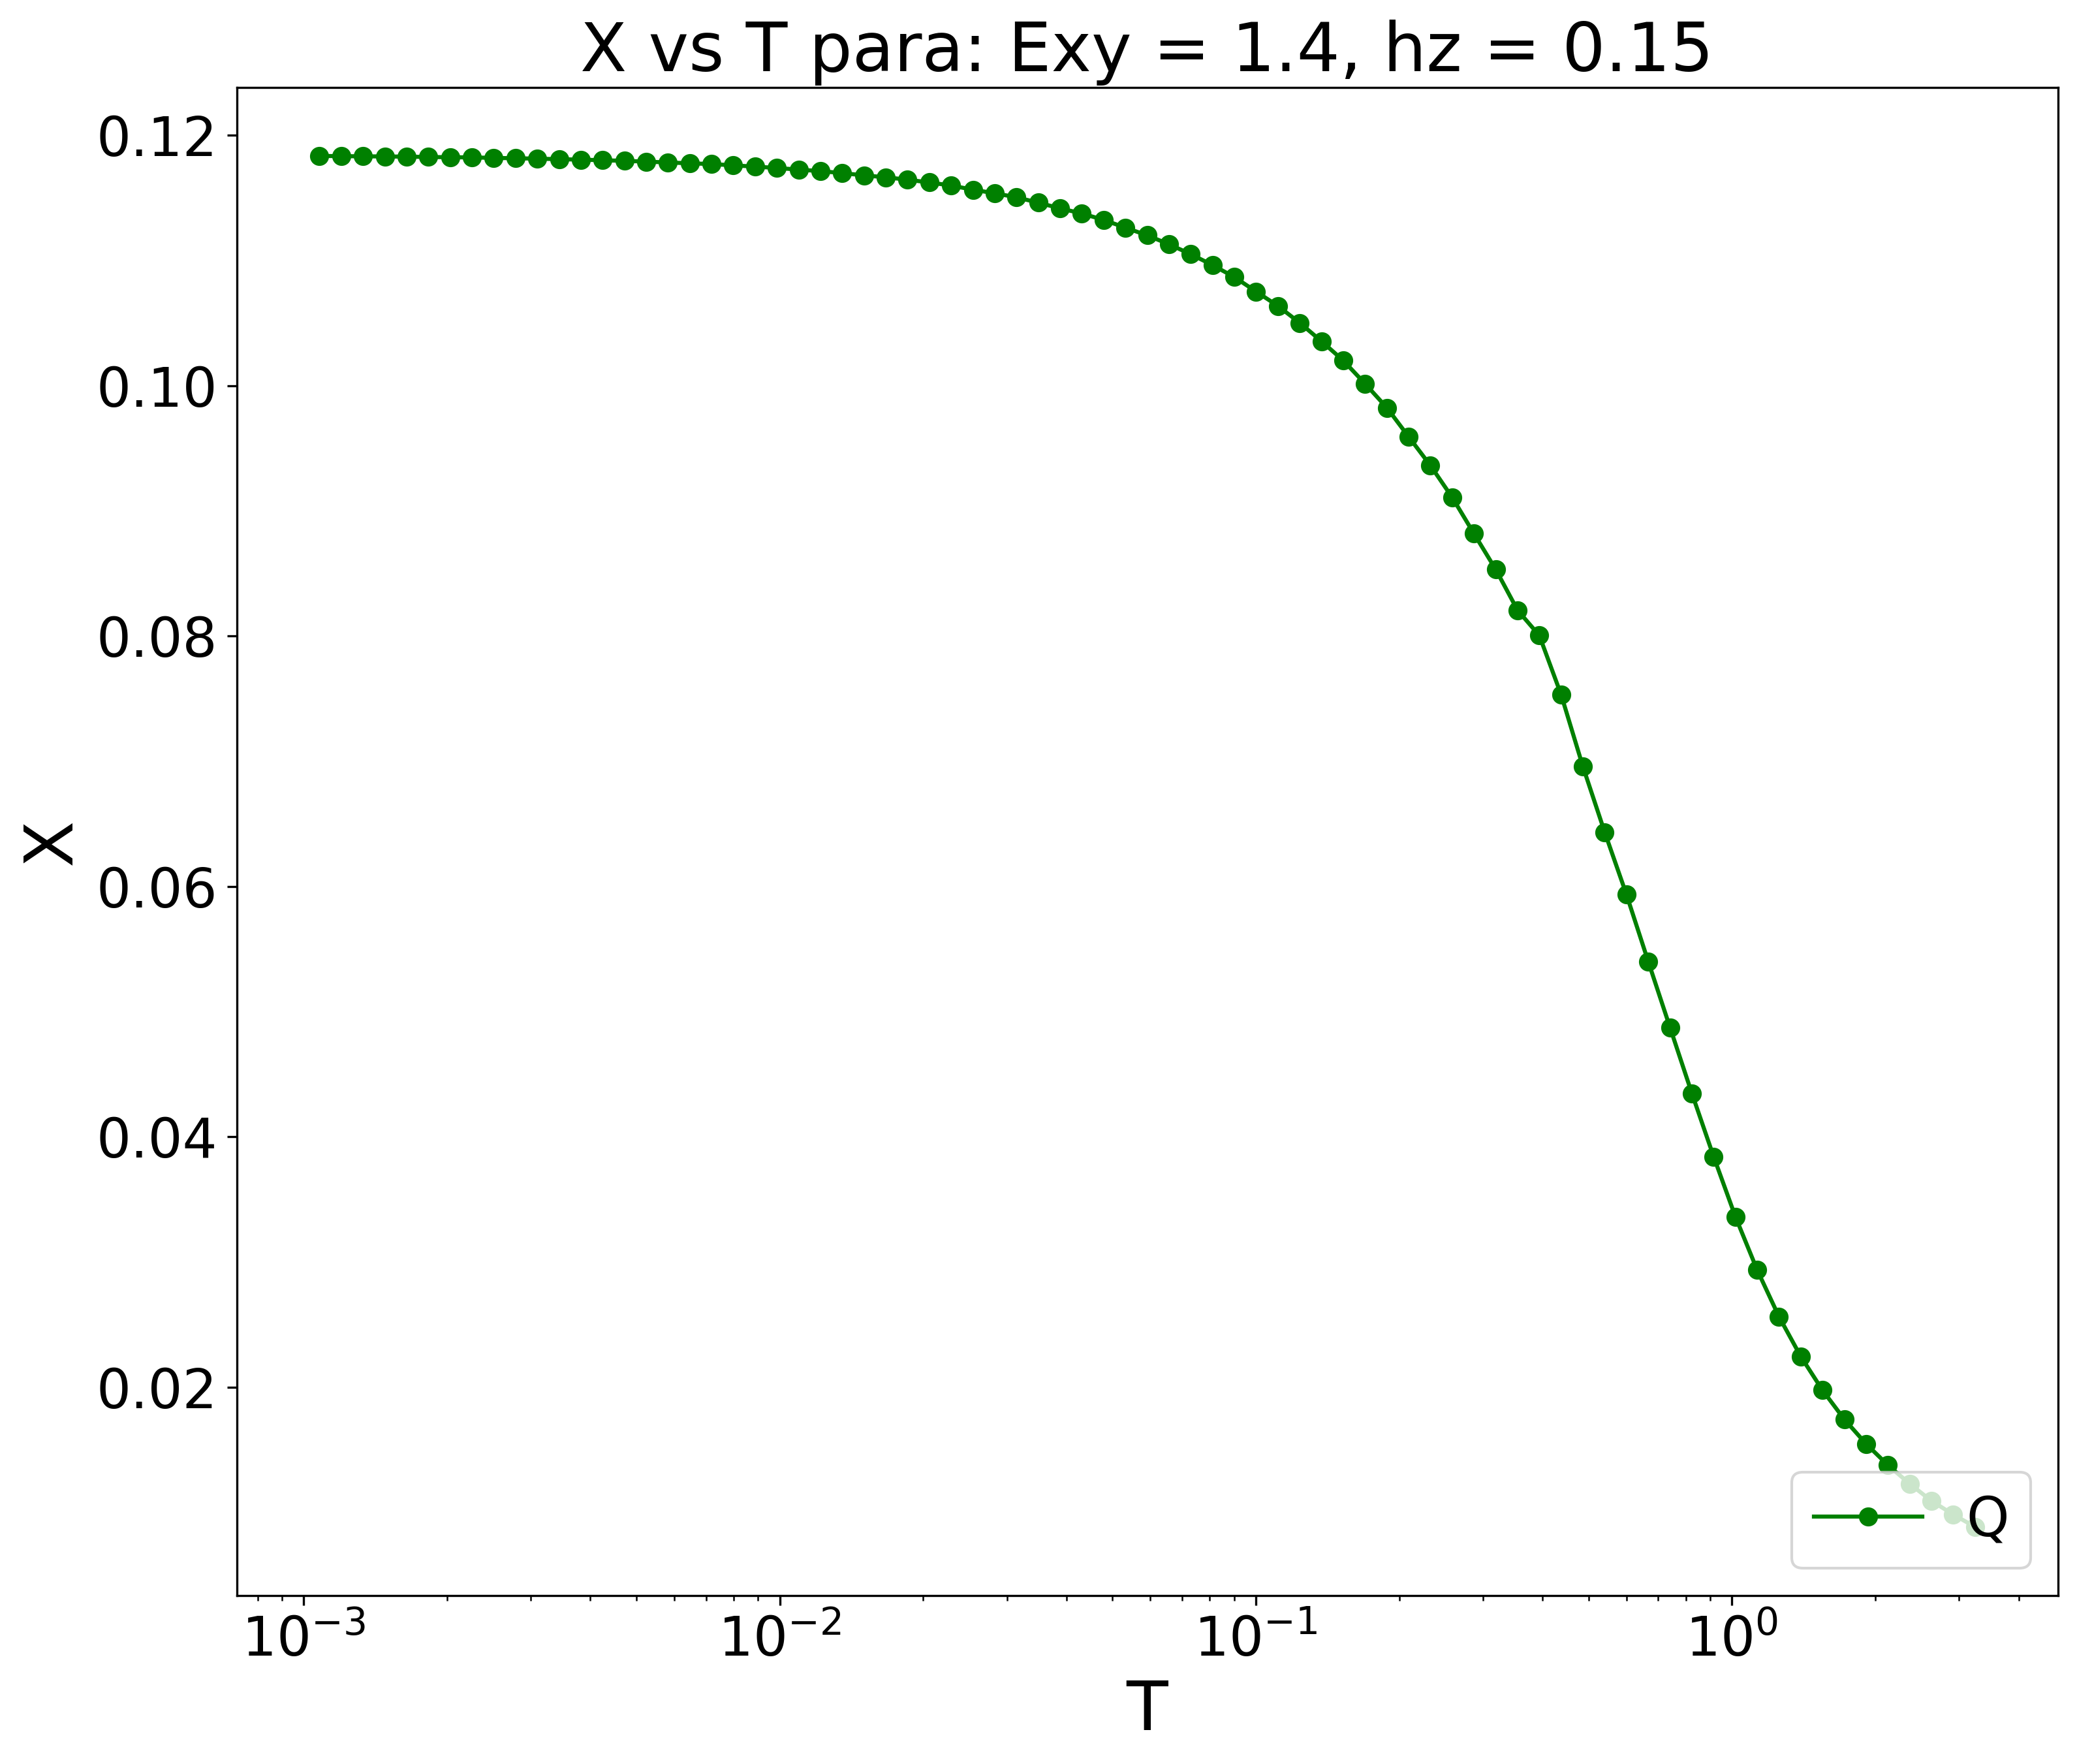 X vs T para: Exy = 1.4, hz = 0.15
0.12
0.10
0.08
0.06
0.04
0.02
X
10⁻³ 10⁻² 10⁻¹ 10⁰
T
Q